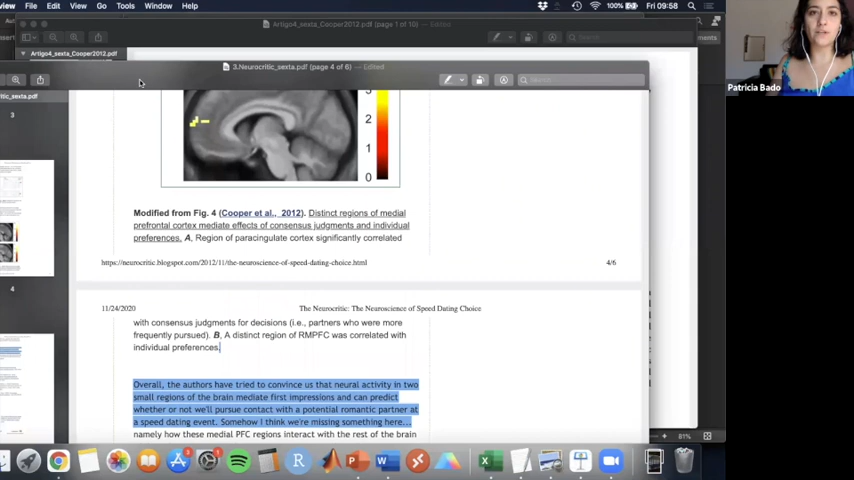 view File Edit View Go Tools Window Help 100% Fri 09:58
Artigo4_sexta_Cooper2012.pdf (page 1 of 10) — Edited
Artigo4_sexta_Cooper2012.pdf
3.Neurocritic_sexta.pdf (page 4 of 6) — Edited
Search
tic_sexta.pdf
3
4
2
1
0
Modified from Fig. 4 (Cooper et al., 2012). Distinct regions of medial
prefrontal cortex mediate effects of consensus judgments and individual
preferences. A, Region of paracingulate cortex significantly correlated
https://neurocritic.blogspot.com/2012/11/the-neuroscience-of-speed-dating-choice.html 4/6
11/24/2020 The Neurocritic: The Neuroscience of Speed Dating Choice
with consensus judgments for decisions (i.e., partners who were more
frequently pursued). B, A distinct region of RMPFC was correlated with
individual preferences.
Overall, the authors have tried to convince us that neural activity in two
small regions of the brain mediate first impressions and can predict
whether or not we'll pursue contact with a potential romantic partner at
a speed dating event. Somehow I think we're missing something here...
namely how these medial PFC regions interact with the rest of the brain
81%
Patricia Bado